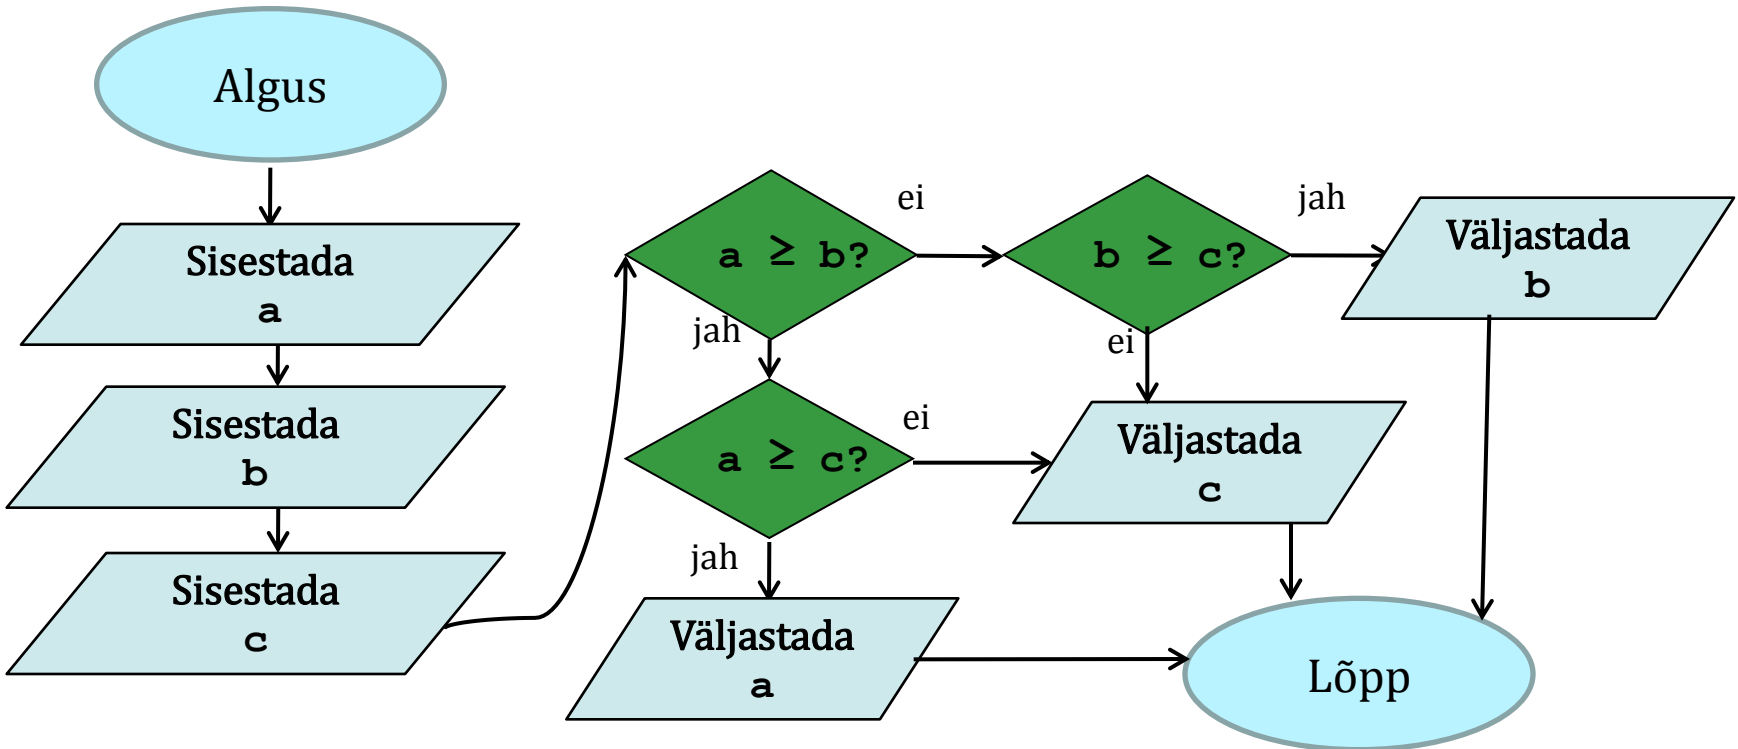 Algus
Sisestada
a
Sisestada
b
Sisestada
c
a ≥ b?
ei
jah
b ≥ c?
jah
ei
Väljastada
b
a ≥ c?
ei
jah
Väljastada
c
Väljastada
a
Lõpp